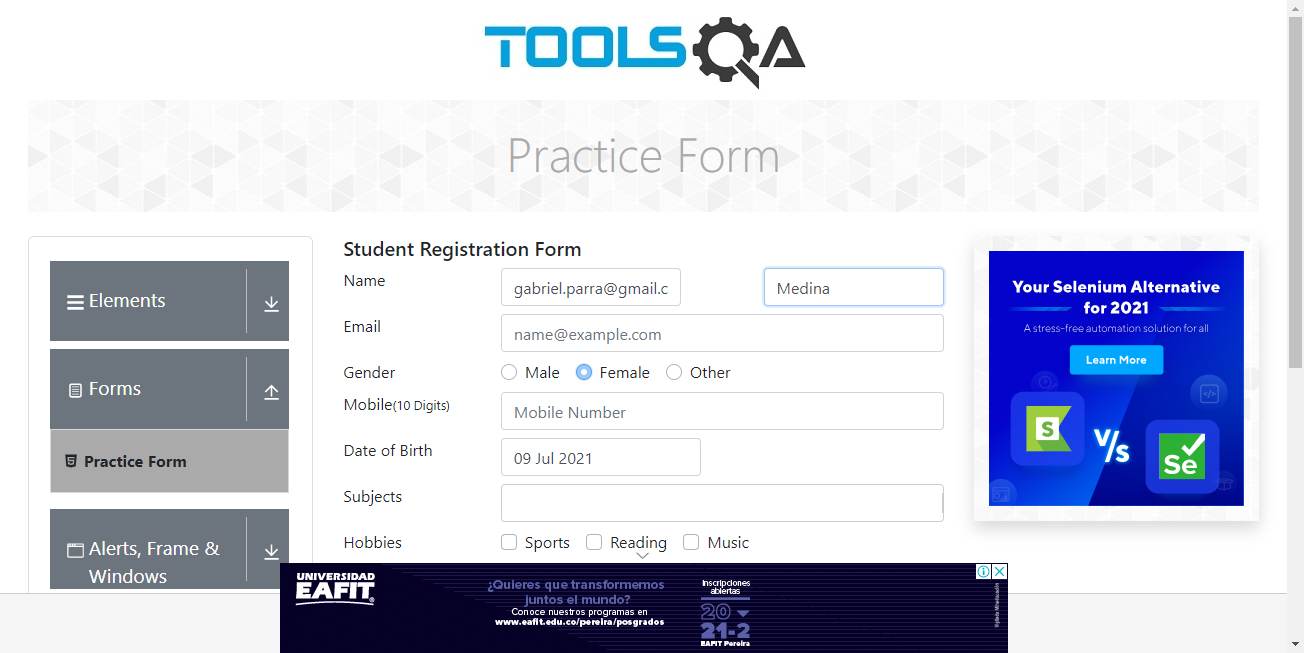 TOOLSQA
Practice Form
Elements
Forms
Practice Form
Alerts, Frame &
Windows
Student Registration Form
Name
gabriel.parra@gmail.c
Medina
Email
name@example.com
Gender
Male
Female
Other
Mobile(10 Digits)
Mobile Number
Date of Birth
09 Jul 2021
Subjects
Hobbies
Sports
Reading
Music
Your Selenium Alternative
for 2021
A stress-free automation solution for all
Learn More
S
V/s
Se
UNIVERSIDAD
EAFIT
¿Quieres que transformemos
juntos el mundo?
Conoce nuestros programas en
www.eafit.edu.co/pereira/posgrados
Inscripciones
abiertas
20
21-2
EAFIT Pereira